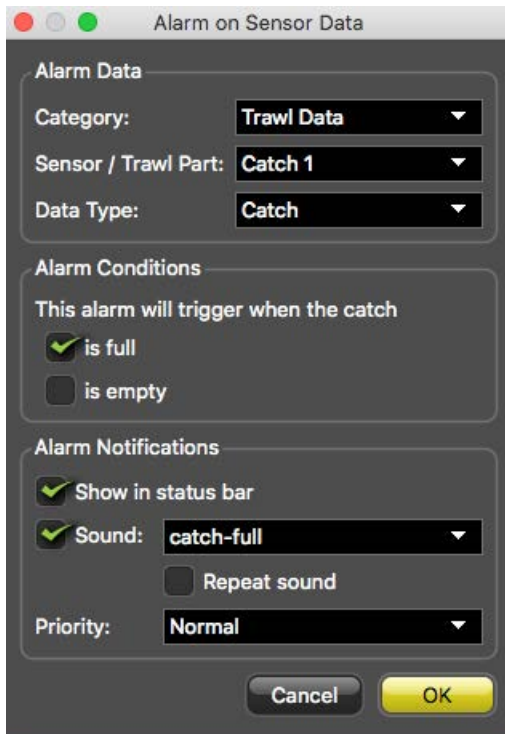 Alarm on Sensor Data
Alarm Data
Category: Trawl Data
Sensor / Trawl Part: Catch 1
Data Type: Catch
Alarm Conditions
This alarm will trigger when the catch
is full
is empty
Alarm Notifications
Show in status bar
Sound: catch-full
Repeat sound
Priority: Normal
Cancel OK